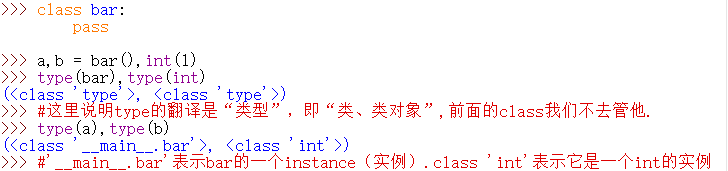 >>> class bar:
        pass

>>> a,b = bar(),int(1)
>>> type(bar),type(int)
(<class 'type'>, <class 'type'>)
>>> #这里说明type的翻译是“类型”，即“类、类对象”,前面的class我们不去管他.
>>> type(a),type(b)
(<class '__main__.bar'>, <class 'int'>)
>>> #'__main__.bar'表示bar的一个instance（实例）.class 'int'表示它是一个int的实例